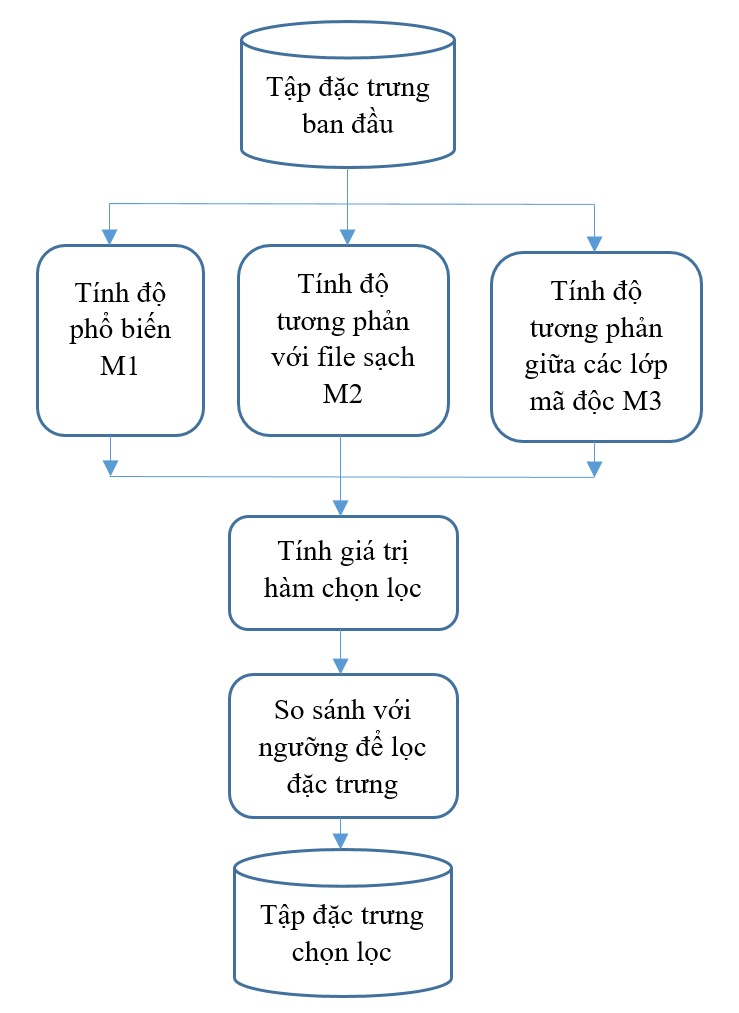 Tập đặc trưng
ban đầu
Tính độ
phổ biến
M1
Tính độ
tương phản
với file sạch
M2
Tính độ
tương phản
giữa các lớp
mã độc M3
Tính giá trị
hàm chọn lọc
So sánh với
ngưỡng để lọc
đặc trưng
Tập đặc trưng
chọn lọc